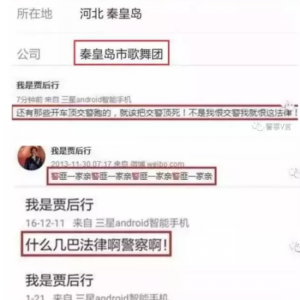 所在地 河北 秦皇岛
公司 秦皇岛市歌舞团
我是贾后行
7分钟前 来自 三星android智能手机
还有那些开车顶交警跑的,就该把交警顶死!不是我恨交警我就恨这法律!
我是贾后行
2013-11-30 07:17 来自 微博 weibo.com
警匪一家亲警匪一家亲警匪一家亲警匪一家亲
我是贾后行
16-12-11 来自 三星android智能手机
什么几巴法律啊警察啊!
我是贾后行
1-21 来自 三星android智能手机